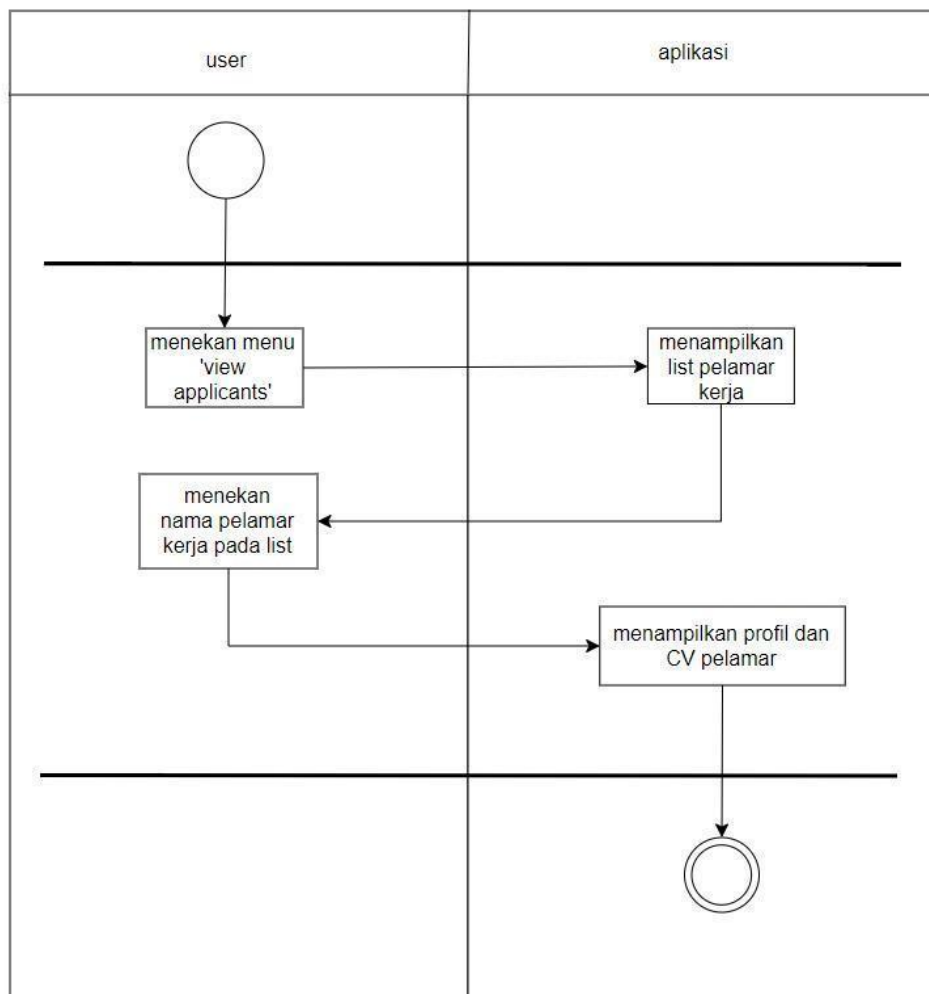 user
aplikasi
menekan menu
'view
applicants'
menampilkan
list pelamar
kerja
menekan
nama pelamar
kerja pada list
menampilkan profil dan
CV pelamar